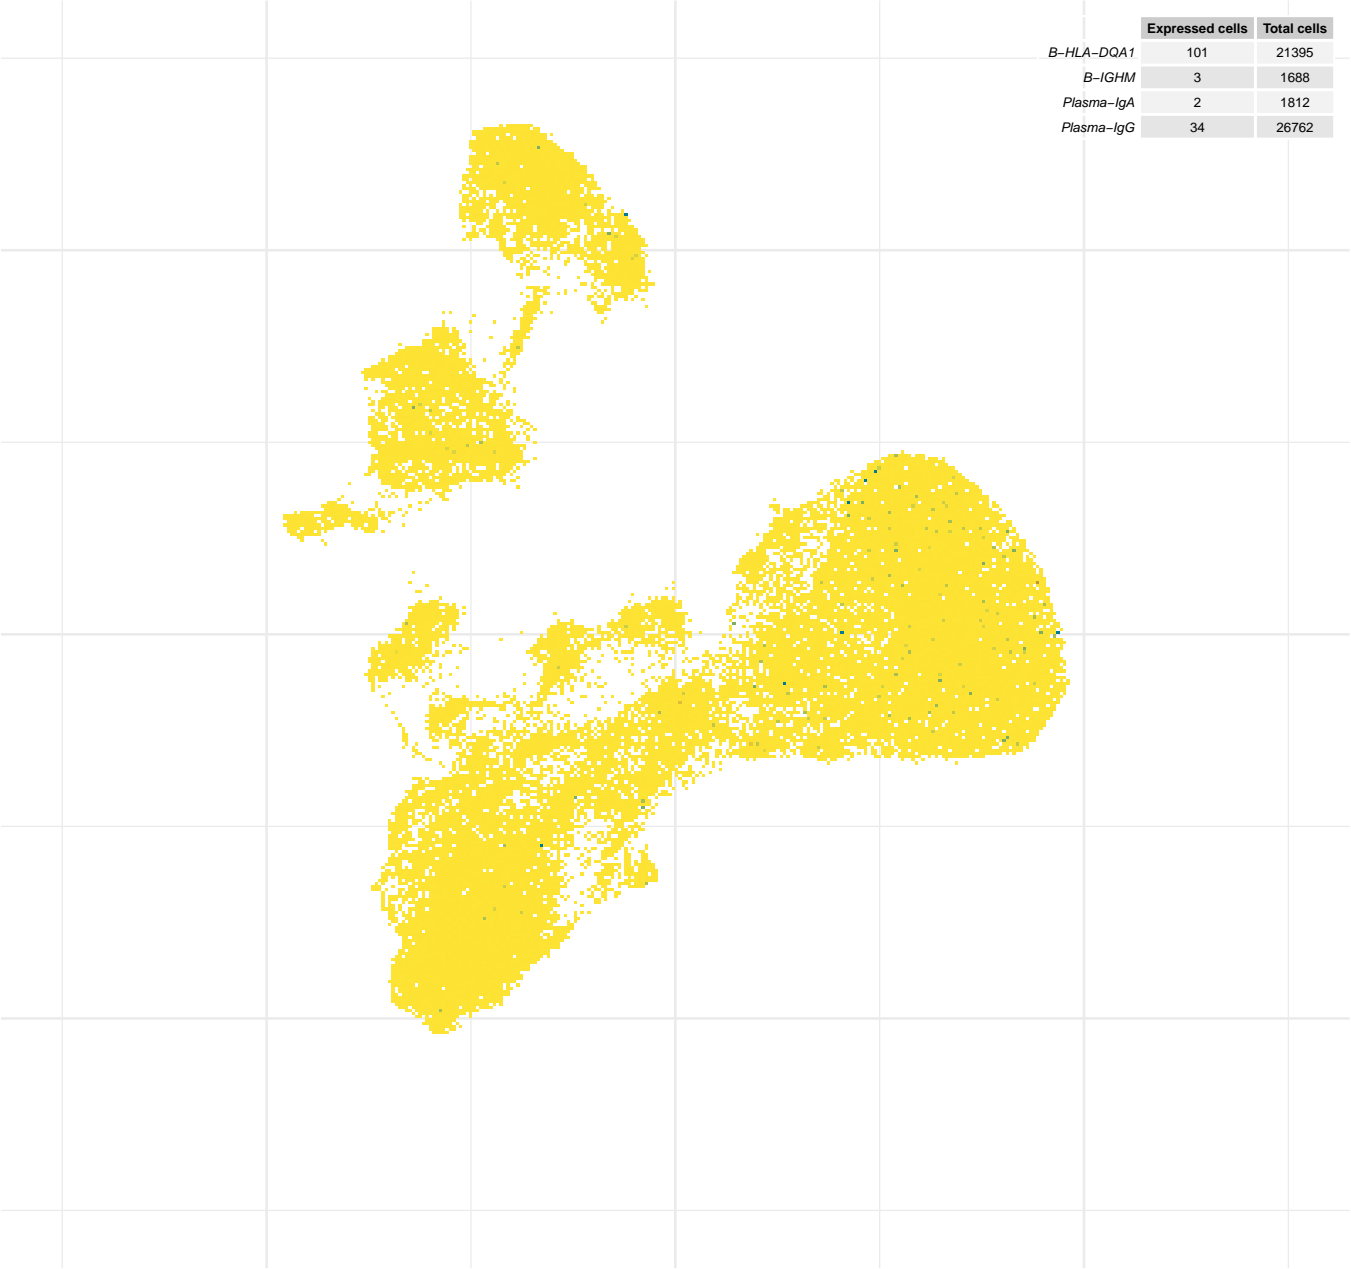 Expressed cells Total cells
B−HLA−DQA1 101 21395
B−IGHM 3 1688
Plasma−IgA 2 1812
Plasma−IgG 34 26762